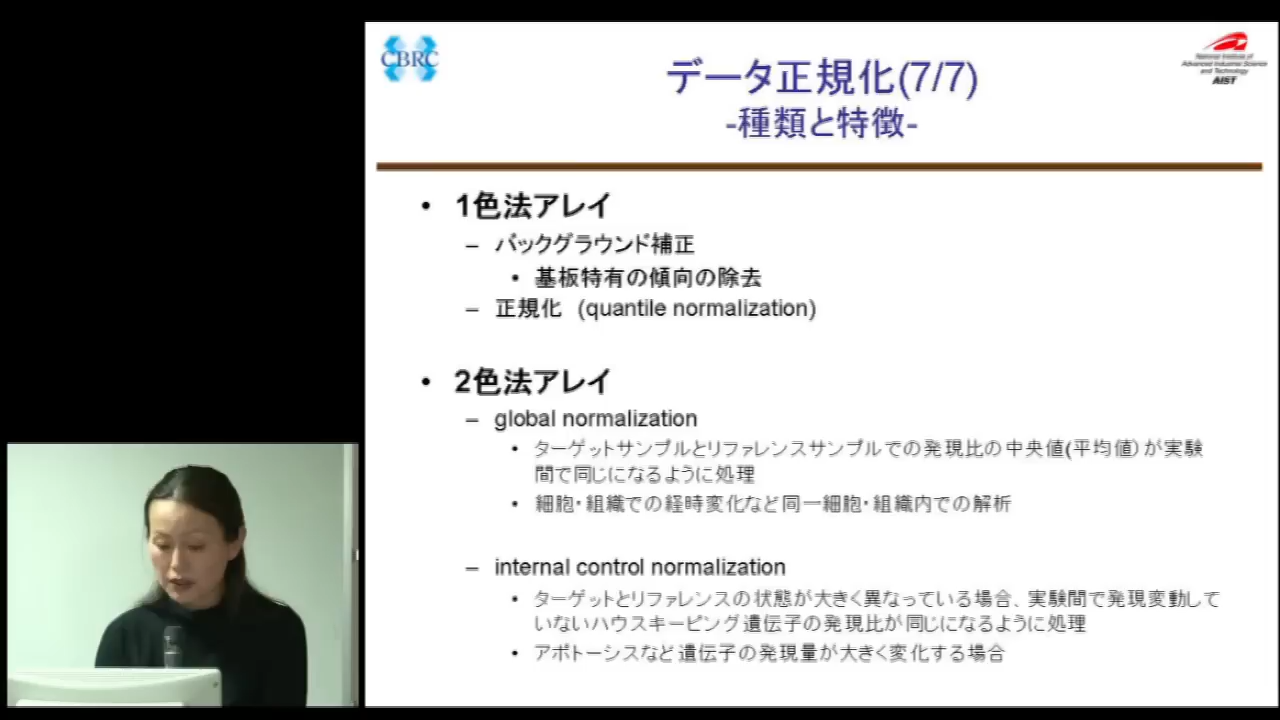 CBRC
National Institute of
Advanced Industrial Science
and Technology
AIST
データ正規化(7/7)
-種類と特徴-
• 1色法アレイ
– バックグラウンド補正
• 基板特有の傾向の除去
– 正規化 (quantile normalization)
• 2色法アレイ
– global normalization
• ターゲットサンプルとリファレンスサンプルでの発現比の中央値(平均値)が実験
間で同じになるように処理
• 細胞・組織での経時変化など同一細胞・組織内での解析
– internal control normalization
• ターゲットとリファレンスの状態が大きく異なっている場合、実験間で発現変動して
いないハウスキーピング遺伝子の発現比が同じになるように処理
• アポトーシスなど遺伝子の発現量が大きく変化する場合